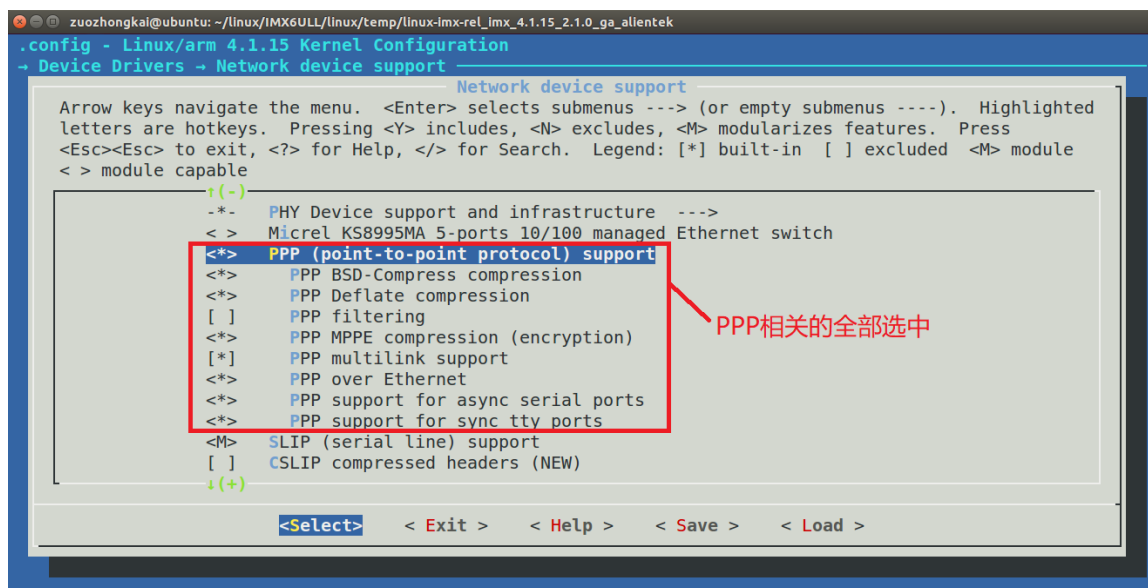 zuozhongkai@ubuntu: ~/linux/IMX6ULL/linux/temp/linux-imx-rel_imx_4.1.15_2.1.0_ga_alientek
.config - Linux/arm 4.1.15 Kernel Configuration
→ Device Drivers → Network device support
Network device support
Arrow keys navigate the menu.  <Enter> selects submenus ---> (or empty submenus ----).  Highlighted
letters are hotkeys.  Pressing <Y> includes, <N> excludes, <M> modularizes features.  Press
<Esc><Esc> to exit, <?> for Help, </> for Search.  Legend: [*] built-in  [ ] excluded  <M> module
< > module capable
↑(-)
-*-   PHY Device support and infrastructure  --->
< >   Micrel KS8995MA 5-ports 10/100 managed Ethernet switch
<*>   PPP (point-to-point protocol) support
<*>     PPP BSD-Compress compression
<*>     PPP Deflate compression
[ ]     PPP filtering
PPP相关的全部选中
<*>     PPP MPPE compression (encryption)
[*]     PPP multilink support
<*>     PPP over Ethernet
<*>     PPP support for async serial ports
<*>     PPP support for sync tty ports
<M>   SLIP (serial line) support
[ ]   CSLIP compressed headers (NEW)
↓(+)
<Select>    < Exit >    < Help >    < Save >    < Load >